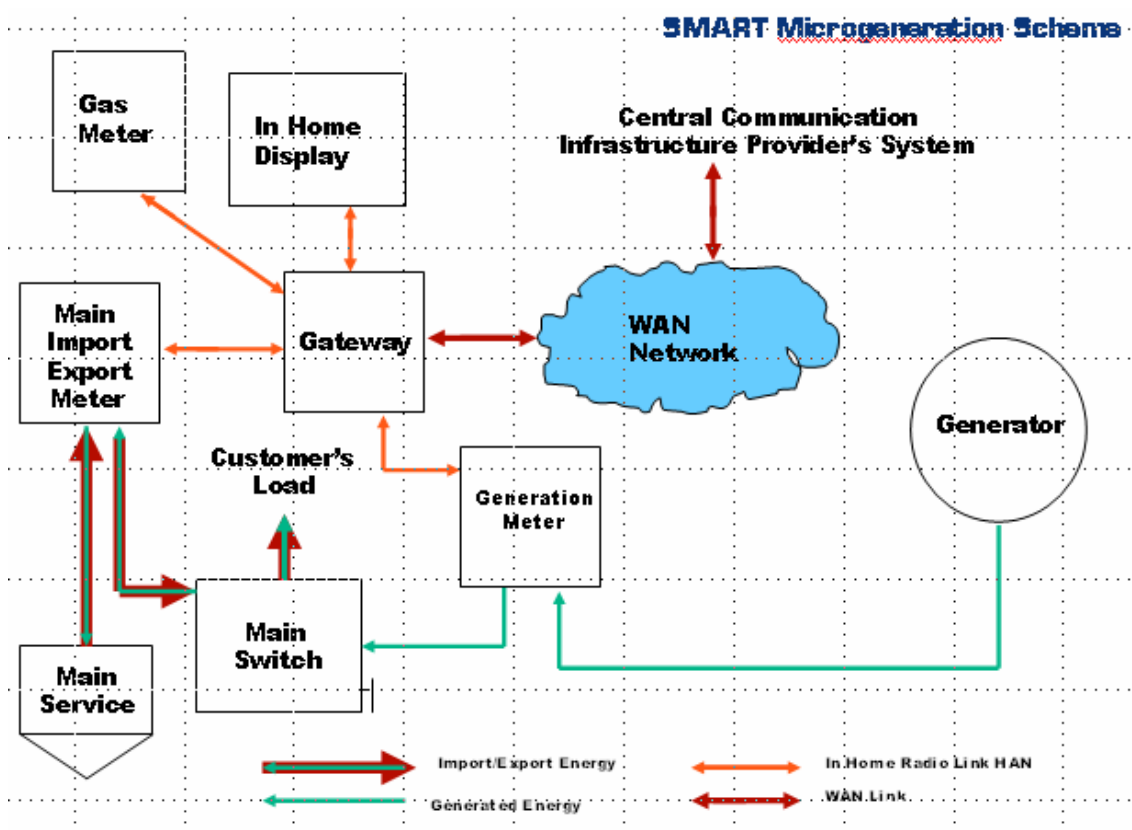 SMART Microgeneration Scheme
Gas
Meter
In Home
Display
Central Communication
Infrastructure Provider's System
Main
Import
Export
Meter
Gateway
WAN
Network
Generator
Customer's
Load
Generation
Meter
Main
Switch
Main
Service
Import/Export Energy
In Home Radio Link HAN
Generated Energy
WAN Link